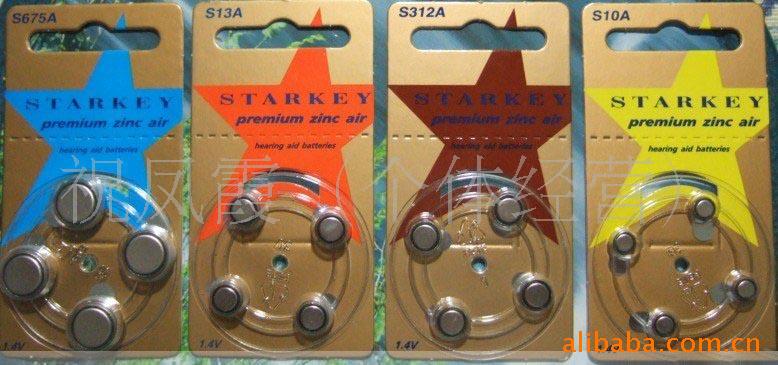 S675A
STARKEY
premium zinc air
hearing aid batteries
1.4V
S13A
STARKEY
premium zinc air
hearing aid batteries
1.4V
S312A
STARKEY
premium zinc air
hearing aid batteries
1.4V
S10A
STARKEY
premium zinc air
hearing aid batteries
祝凤霞（个体经营）
alibaba.com.cn